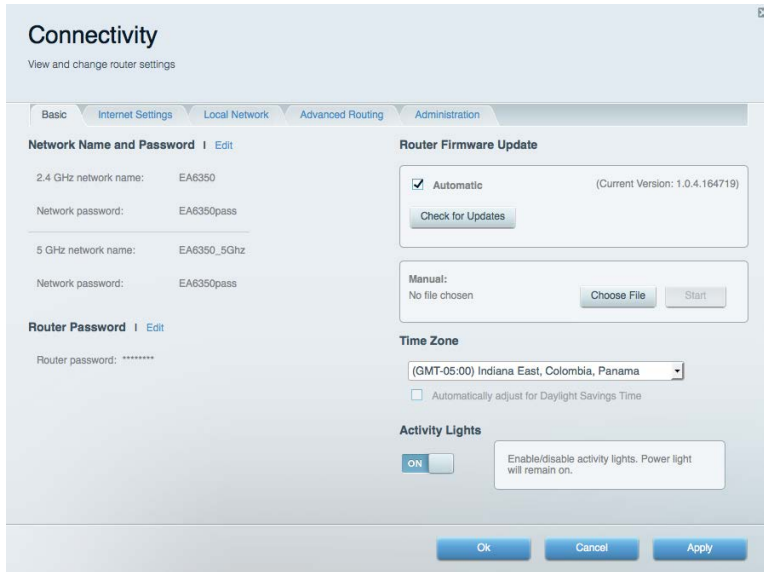 Connectivity
View and change router settings
Basic Internet Settings Local Network Advanced Routing Administration
Network Name and Password | Edit
2.4 GHz network name: EA6350
Network password: EA6350pass
5 GHz network name: EA6350_5Ghz
Network password: EA6350pass
Router Password | Edit
Router password: ********
Router Firmware Update
Automatic (Current Version: 1.0.4.164719)
Check for Updates
Manual:
No file chosen Choose File Start
Time Zone
(GMT-05:00) Indiana East, Colombia, Panama
Automatically adjust for Daylight Savings Time
Activity Lights
ON
Enable/disable activity lights. Power light
will remain on.
Ok Cancel Apply